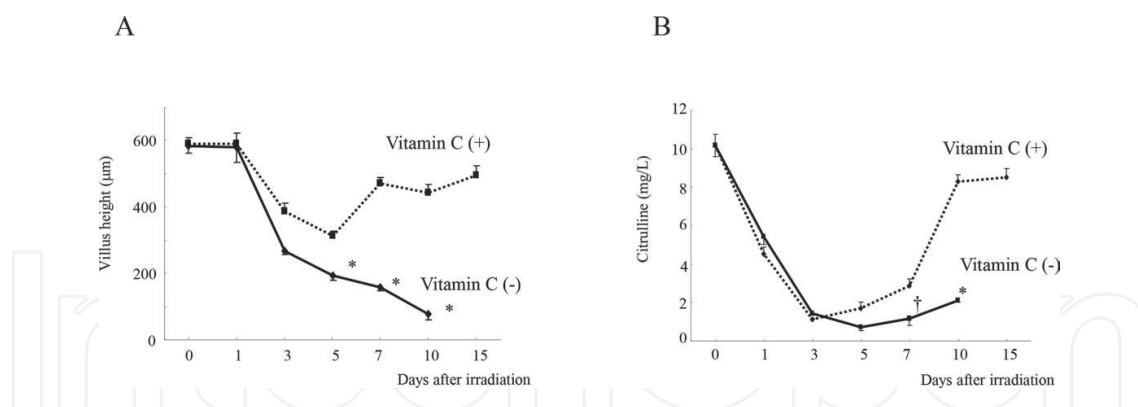 A
Villus height (μm)
600
400
200
0
Vitamin C (+)
Vitamin C (-)
*
*
*
0 1 3 5 7 10 15
Days after irradiation
B
Citrulline (mg/L)
12
10
8
6
4
2
0
Vitamin C (+)
Vitamin C (-)
†
*
0 1 3 5 7 10 15
Days after irradiation